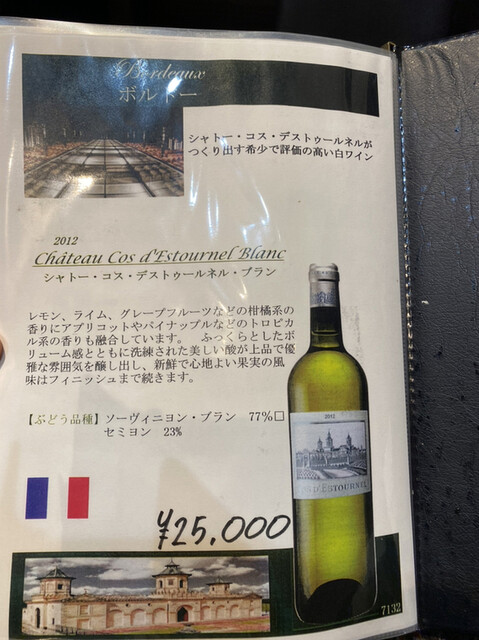 Bordeaux
ボルドー
シャトー・コス・デストゥールネルが
つくり出す希少で評価の高い白ワイン
2012
Château Cos d'Estournel Blanc
シャトー・コス・デストゥールネル・ブラン
レモン、ライム、グレープフルーツなどの柑橘系の
香りにアプリコットやパイナップルなどのトロピカ
ル系の香りも融合しています。　ふっくらとしたボ
リューム感とともに洗練された美しい酸が上品で優
雅な雰囲気を醸し出し、新鮮で心地よい果実の風
味はフィニッシュまで続きます。
【ぶどう品種】ソーヴィニヨン・ブラン　77%□
セミヨン　23%
2012
COS D'ESTOURNEL
¥25,000
7132